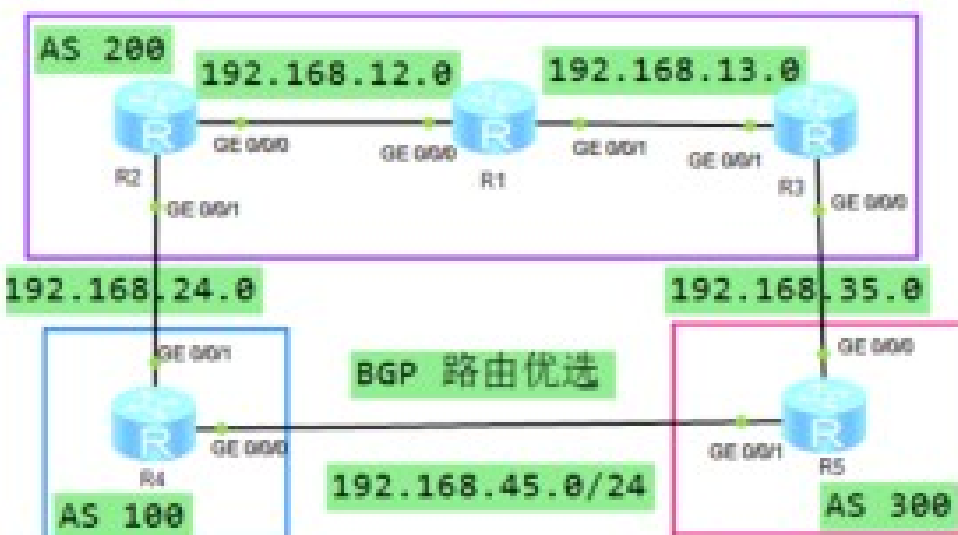 AS 200
192.168.12.0
192.168.13.0
R
R
R
GE 0/0/0
GE 0/0/0
GE 0/0/1
GE 0/0/1
R2
R1
R3
GE 0/0/1
GE 0/0/0
192.168.24.0
192.168.35.0
GE 0/0/1
GE 0/0/0
BGP 路由优选
R
R
GE 0/0/0
GE 0/0/1
R4
R5
192.168.45.0/24
AS 100
AS 300